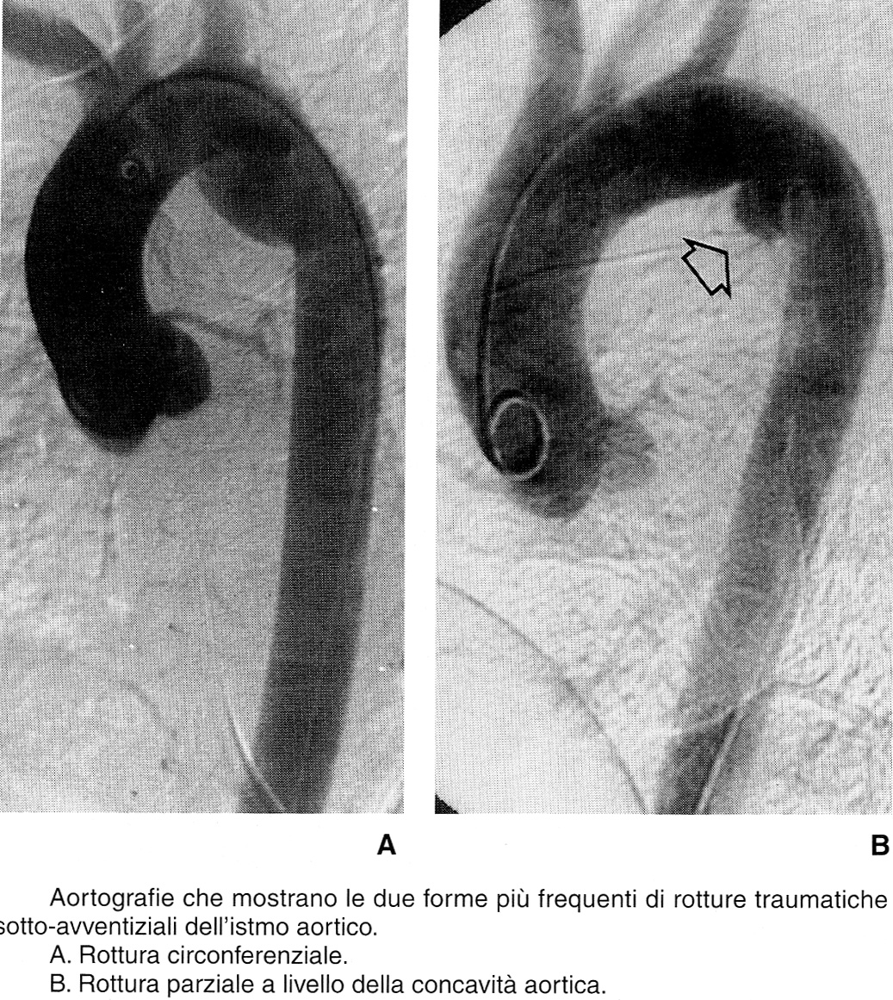 A
B
Aortografie che mostrano le due forme più frequenti di rotture traumatiche
sotto-avventiziali dell'istmo aortico.
A. Rottura circonferenziale.
B. Rottura parziale a livello della concavità aortica.